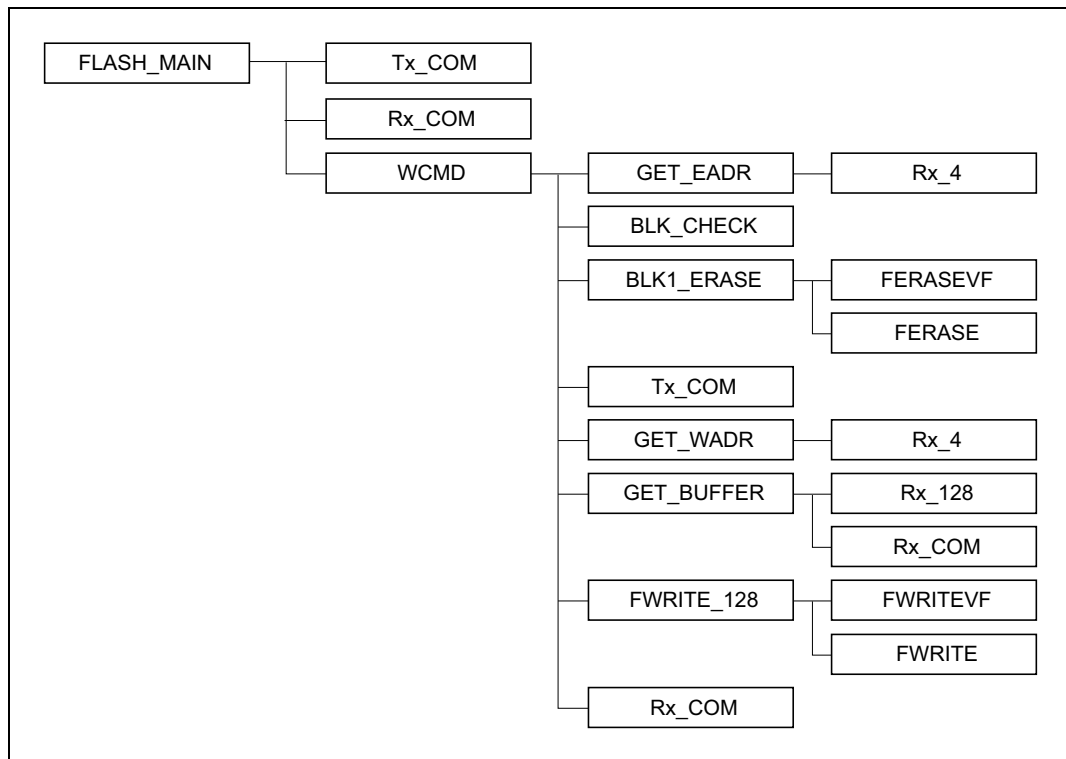 FLASH_MAIN
Tx_COM
Rx_COM
WCMD
GET_EADR
Rx_4
BLK_CHECK
BLK1_ERASE
FERASEVF
FERASE
Tx_COM
GET_WADR
Rx_4
GET_BUFFER
Rx_128
Rx_COM
FWRITE_128
FWRITEVF
FWRITE
Rx_COM